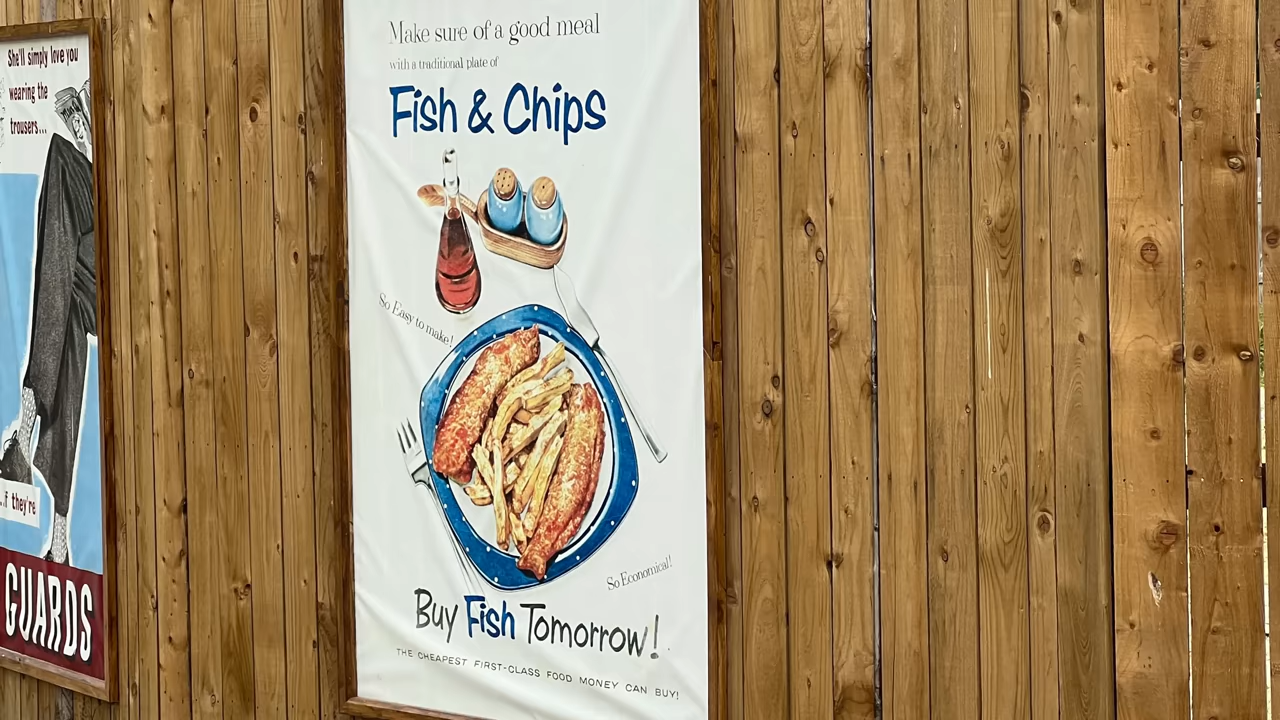 She'll simply love you
wearing the
trousers...
...if they're
GUARDS
Make sure of a good meal
with a traditional plate of
Fish & Chips
So Easy to make!
So Economical!
Buy Fish Tomorrow!
THE CHEAPEST FIRST-CLASS FOOD MONEY CAN BUY!